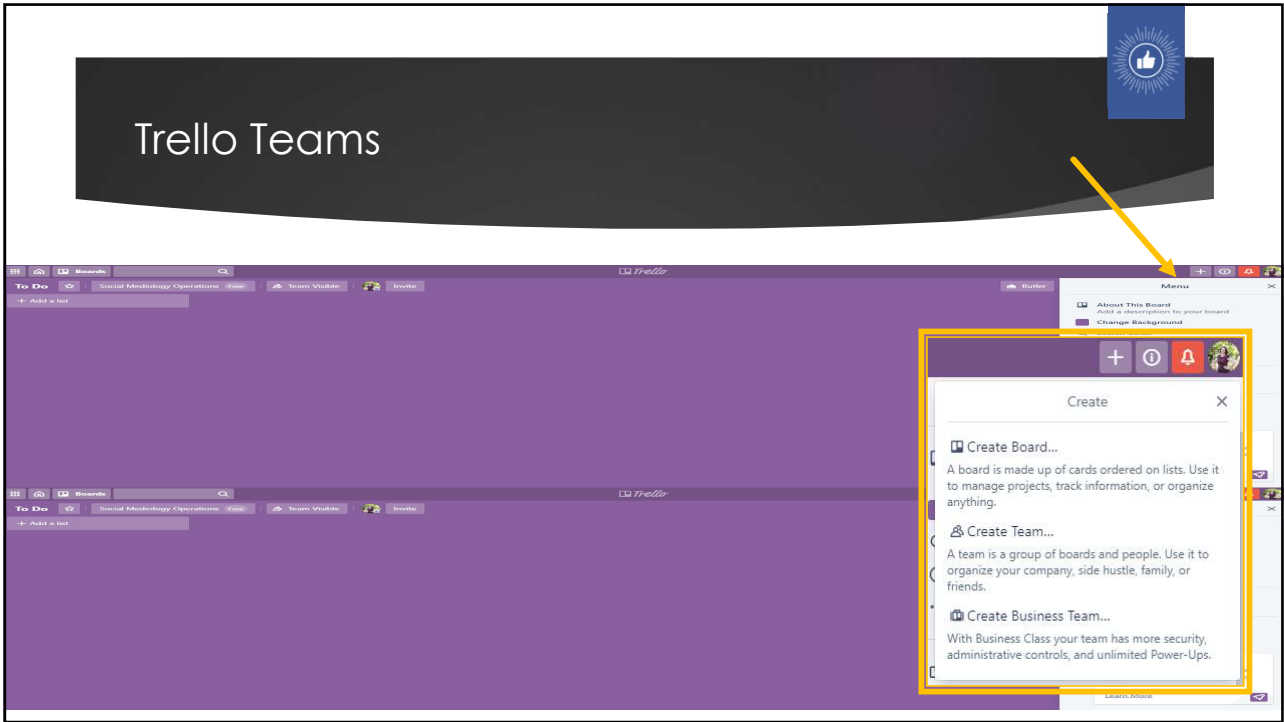 Trello Teams
Boards
Trello
To Do Social Mediology Operations Free Team Visible Invite Butler
+ Add a list
Menu
About This Board
Add a description to your board
Change Background
Create
Create Board...
A board is made up of cards ordered on lists. Use it
to manage projects, track information, or organize
anything.
Create Team...
A team is a group of boards and people. Use it to
organize your company, side hustle, family, or
friends.
Create Business Team...
With Business Class your team has more security,
administrative controls, and unlimited Power-Ups.
Boards
Trello
To Do Social Mediology Operations Free Team Visible Invite
+ Add a list
Learn More